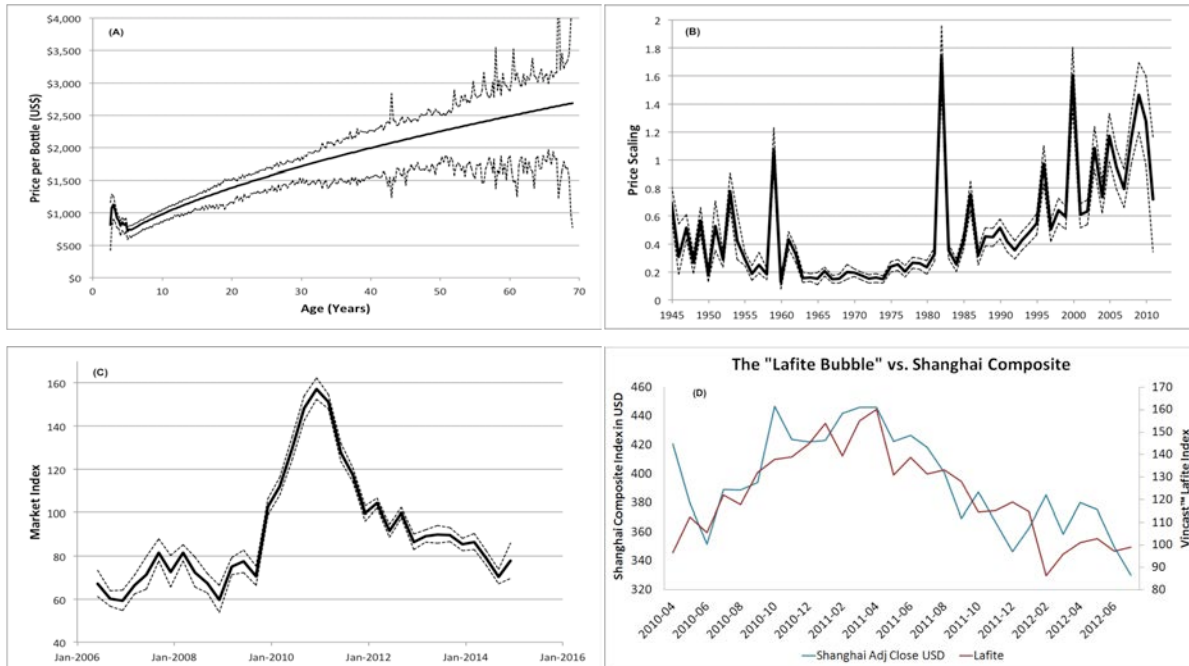 (A)
Price per Bottle (US$)
$4,000
$3,500
$3,000
$2,500
$2,000
$1,500
$1,000
$500
$0
0 10 20 30 40 50 60 70
Age (Years)
(B)
Price Scaling
2
1.8
1.6
1.4
1.2
1
0.8
0.6
0.4
0.2
0
1945 1950 1955 1960 1965 1970 1975 1980 1985 1990 1995 2000 2005 2010
(C)
Market Index
160
140
120
100
80
60
40
Jan-2006 Jan-2008 Jan-2010 Jan-2012 Jan-2014 Jan-2016
The "Lafite Bubble" vs. Shanghai Composite
(D)
Shanghai Composite Index in USD
460
440
420
400
380
360
340
320
170
160
150
140
130
120
110
100
90
80
Vincast™ Lafite Index
2010-04 2010-06 2010-08 2010-10 2010-12 2011-02 2011-04 2011-06 2011-08 2011-10 2011-12 2012-02 2012-04 2012-06
Shanghai Adj Close USD Lafite